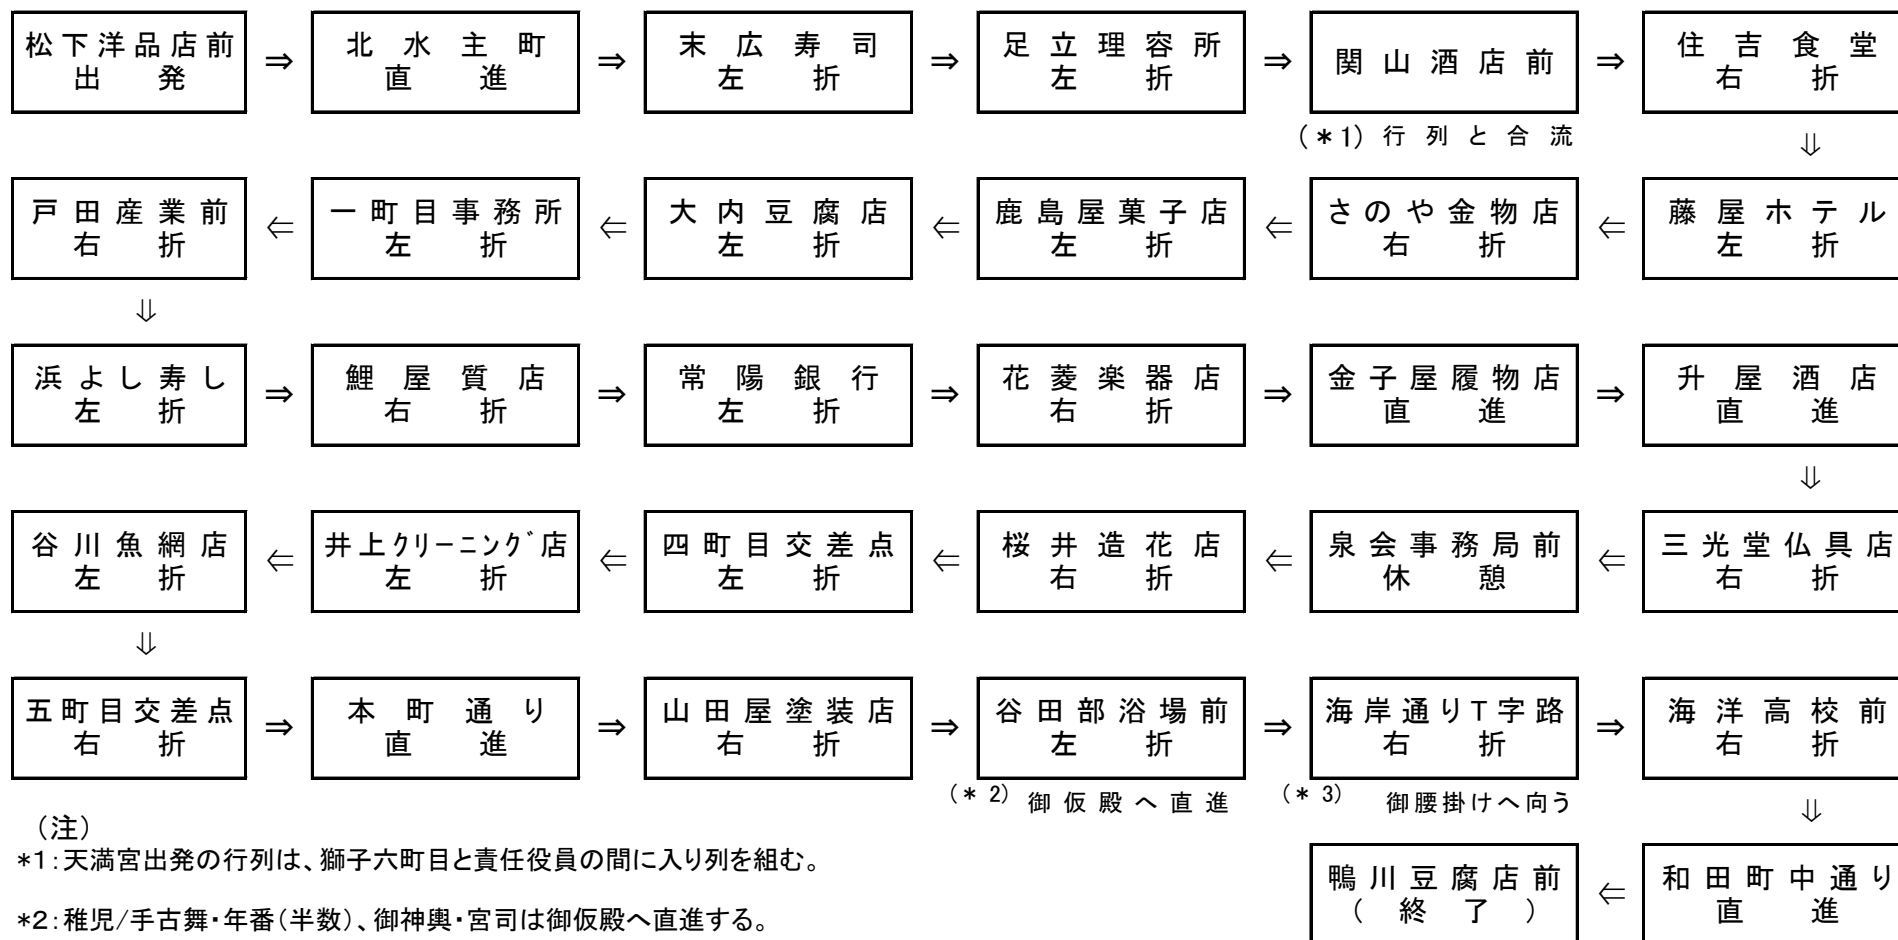 松下洋品店前 ⇒ 北水主町 ⇒ 末広寿司 ⇒ 足立理容所 ⇒ 関山酒店前 ⇒ 住吉食堂
出発 直進 左折 左折 右折
(*1) 行列と合流 ⇓
戸田産業前 ⇐ 一町目事務所 ⇐ 大内豆腐店 ⇐ 鹿島屋菓子店 ⇐ さのや金物店 ⇐ 藤屋ホテル
右折 左折 左折 左折 右折 左折
⇓
浜よし寿し ⇒ 鯉屋質店 ⇒ 常陽銀行 ⇒ 花菱楽器店 ⇒ 金子屋履物店 ⇒ 升屋酒店
左折 右折 左折 右折 直進 直進
⇓
谷川魚網店 ⇐ 井上クリーニング店 ⇐ 四町目交差点 ⇐ 桜井造花店 ⇐ 泉会事務局前 ⇐ 三光堂仏具店
左折 左折 左折 右折 休憩 右折
⇓
五町目交差点 ⇒ 本町通り ⇒ 山田屋塗装店 ⇒ 谷田部浴場前 ⇒ 海岸通りT字路 ⇒ 海洋高校前
右折 直進 右折 左折 右折 右折
(*2) 御仮殿へ直進 (*3) 御腰掛けへ向う ⇓
(注)
*1:天満宮出発の行列は、獅子六町目と責任役員の間に入り列を組む。
鴨川豆腐店前 ⇐ 和田町中通り
(終了) 直進
*2:稚児/手古舞・年番(半数)、御神輿・宮司は御仮殿へ直進する。